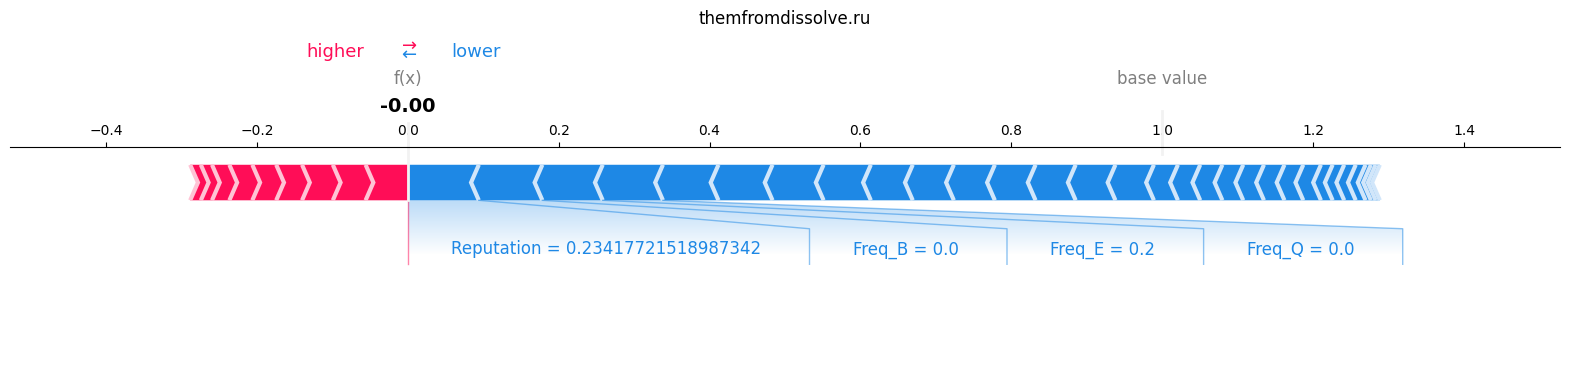 themfromdissolve.ru
higher ⇄ lower
f(x) base value
-0.00
−0.4 −0.2 0.0 0.2 0.4 0.6 0.8 1.0 1.2 1.4
Reputation = 0.23417721518987342 Freq_B = 0.0 Freq_E = 0.2 Freq_Q = 0.0